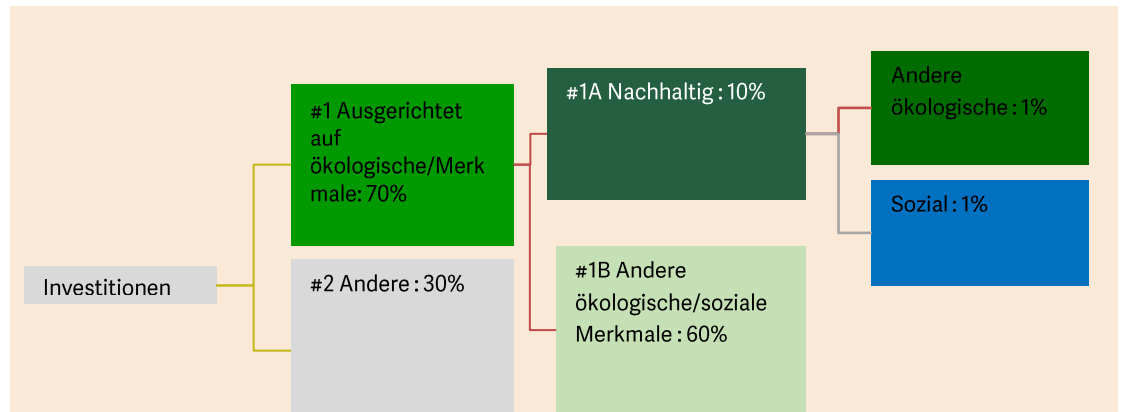 Investitionen
#1 Ausgerichtet
auf
ökologische/Merk
male: 70%
#2 Andere : 30%
#1A Nachhaltig : 10%
#1B Andere
ökologische/soziale
Merkmale : 60%
Andere
ökologische : 1%
Sozial : 1%